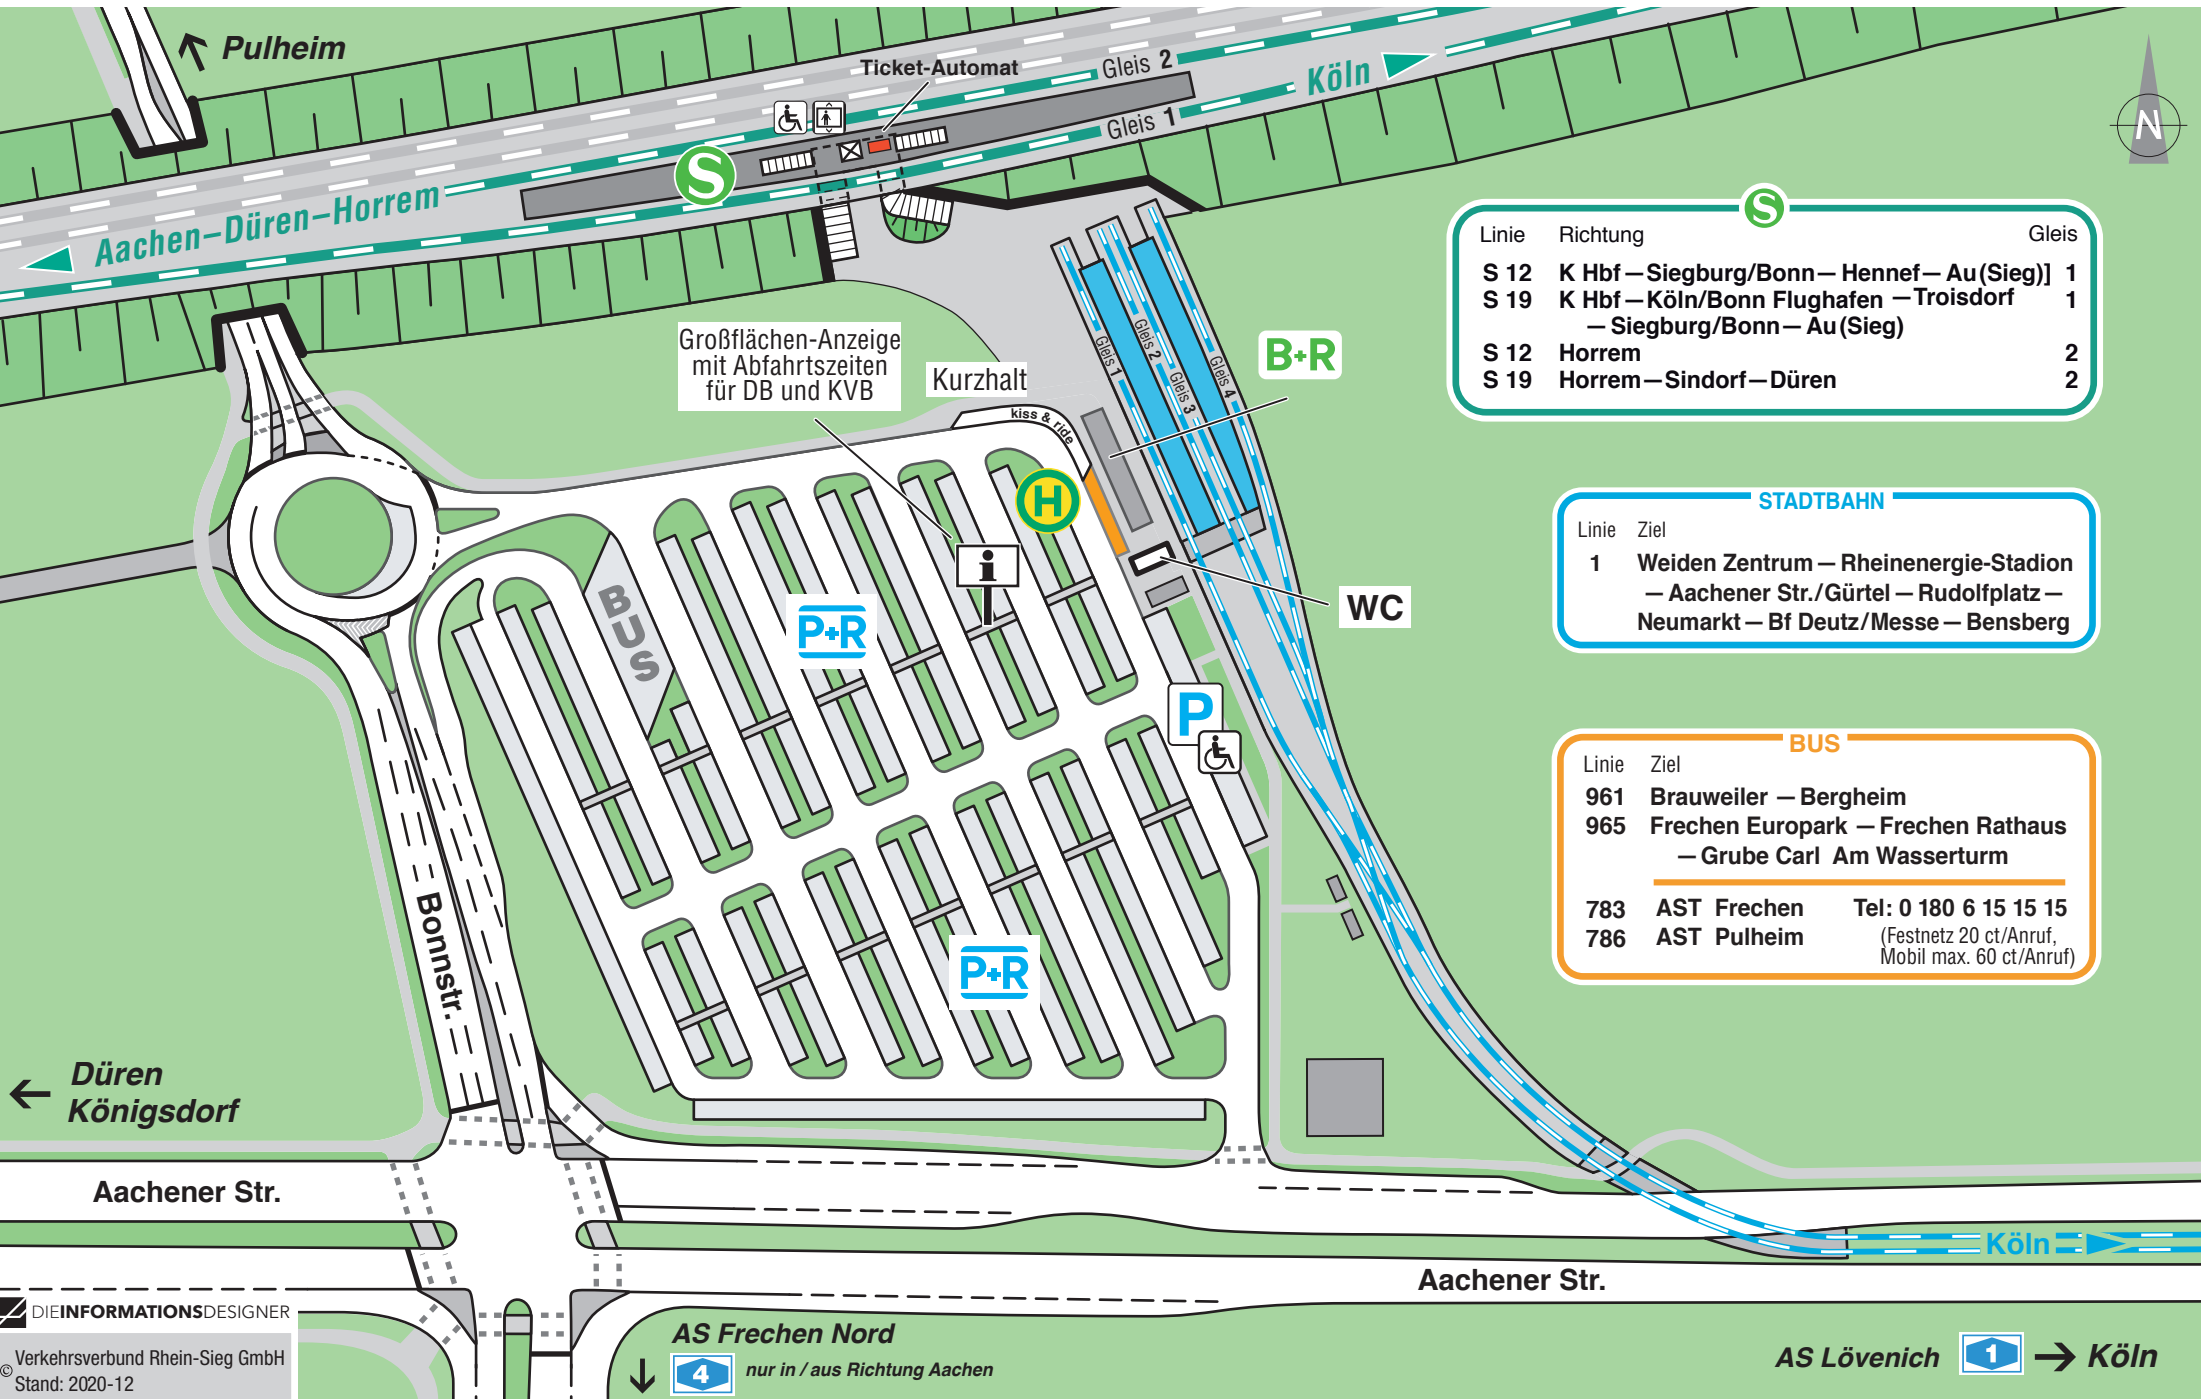 Pulheim
Ticket-Automat
Gleis 2
Köln
Gleis 1
N
S
Aachen–Düren–Horrem
S
Linie Richtung Gleis
S 12 K Hbf – Siegburg/Bonn – Hennef – Au (Sieg)] 1
S 19 K Hbf – Köln/Bonn Flughafen – Troisdorf 1
– Siegburg/Bonn – Au (Sieg)
S 12 Horrem 2
S 19 Horrem – Sindorf – Düren 2
Großflächen-Anzeige
mit Abfahrtszeiten
für DB und KVB
Kurzhalt
kiss & ride
B+R
Gleis 1
Gleis 2
Gleis 3
Gleis 4
H
i
WC
BUS
P+R
P
P+R
STADTBAHN
Linie Ziel
1 Weiden Zentrum – Rheinenergie-Stadion
– Aachener Str./Gürtel – Rudolfplatz –
Neumarkt – Bf Deutz/Messe – Bensberg
BUS
Linie Ziel
961 Brauweiler – Bergheim
965 Frechen Europark – Frechen Rathaus
– Grube Carl Am Wasserturm
783 AST Frechen Tel: 0 180 6 15 15 15
786 AST Pulheim (Festnetz 20 ct/Anruf,
Mobil max. 60 ct/Anruf)
Bonnstr.
Düren
Königsdorf
Aachener Str.
Köln
Aachener Str.
AS Frechen Nord
4 nur in / aus Richtung Aachen
AS Lövenich 1 Köln
DIEINFORMATIONSDESIGNER
© Verkehrsverbund Rhein-Sieg GmbH
Stand: 2020-12